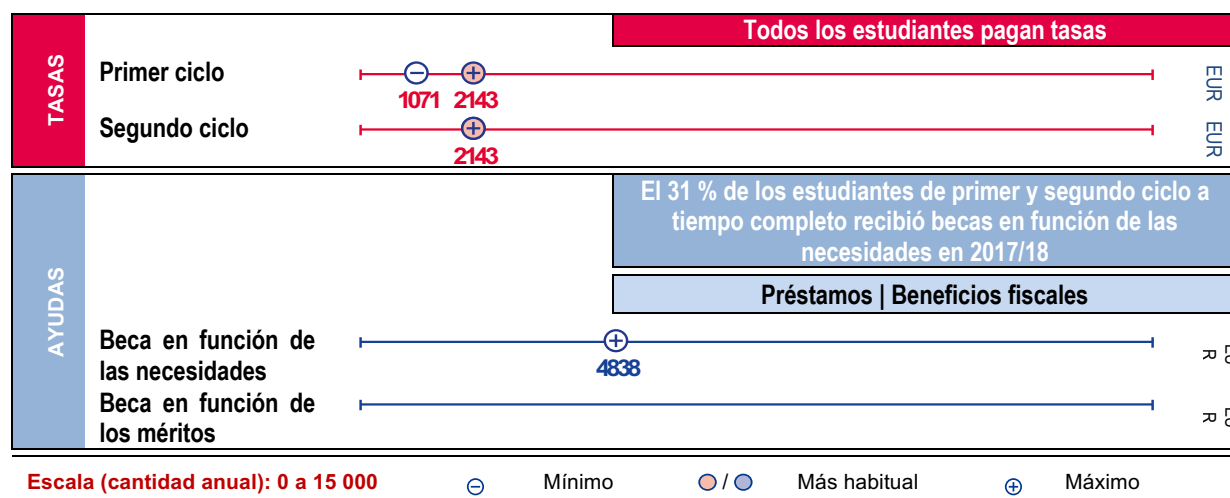 Todos los estudiantes pagan tasas
TASAS
Primer ciclo
1071 2143
EUR
Segundo ciclo
2143
EUR
El 31 % de los estudiantes de primer y segundo ciclo a
tiempo completo recibió becas en función de las
necesidades en 2017/18
Préstamos | Beneficios fiscales
AYUDAS
Beca en función de
las necesidades
4838
Beca en función de
los méritos
Escala (cantidad anual): 0 a 15 000
Mínimo
/
Más habitual
Máximo